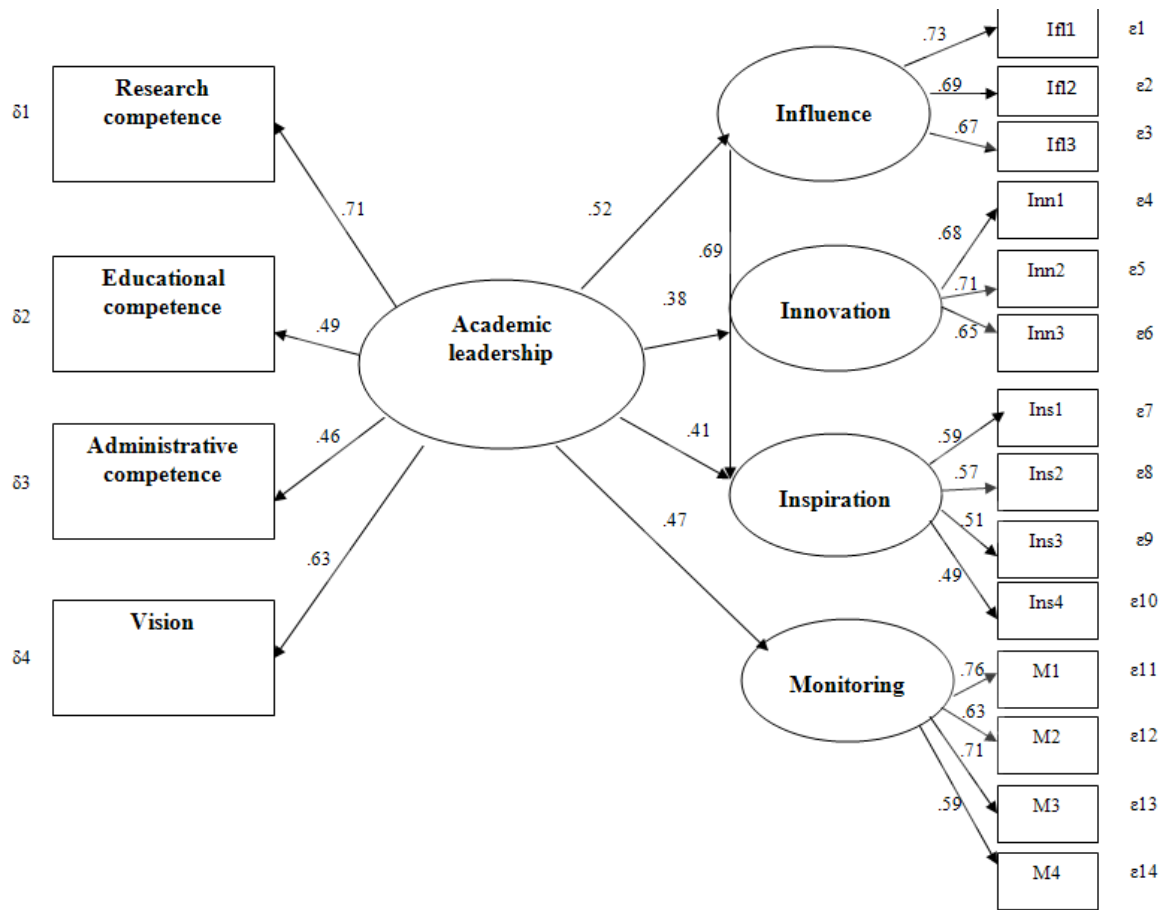 δ1
Research
competence
δ2
Educational
competence
δ3
Administrative
competence
δ4
Vision
.71
.49
.46
.63
Academic
leadership
.52
.38
.41
.47
.69
Influence
Innovation
Inspiration
Monitoring
.73
.69
.67
.68
.71
.65
.59
.57
.51
.49
.76
.63
.71
.59
Ifl1
ε1
Ifl2
ε2
Ifl3
ε3
Inn1
ε4
Inn2
ε5
Inn3
ε6
Ins1
ε7
Ins2
ε8
Ins3
ε9
Ins4
ε10
M1
ε11
M2
ε12
M3
ε13
M4
ε14